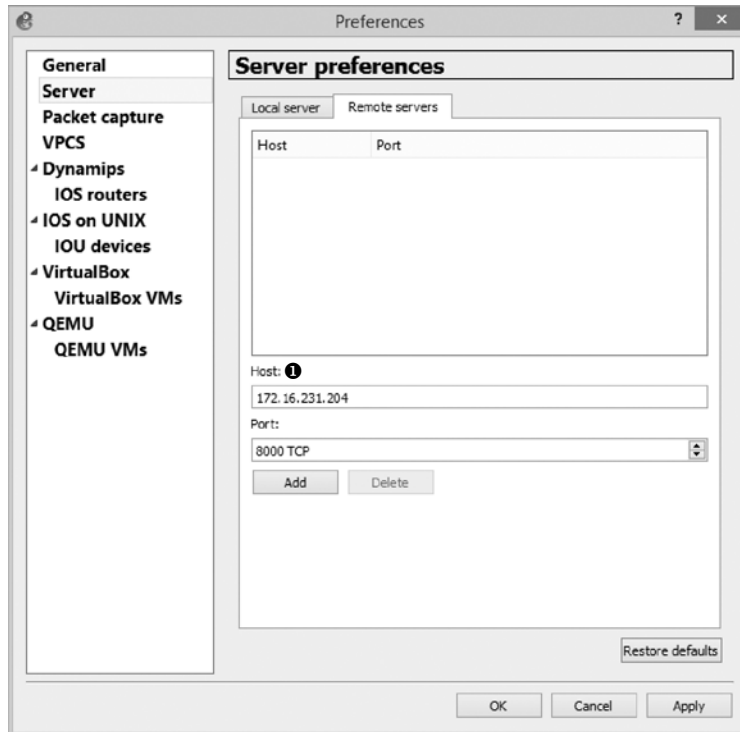 Preferences
?
×
General
Server
Packet capture
VPCS
Dynamips
IOS routers
IOS on UNIX
IOU devices
VirtualBox
VirtualBox VMs
QEMU
QEMU VMs
Server preferences
Local server Remote servers
Host Port
Host: ❶
172.16.231.204
Port:
8000 TCP
Add Delete
Restore defaults
OK Cancel Apply